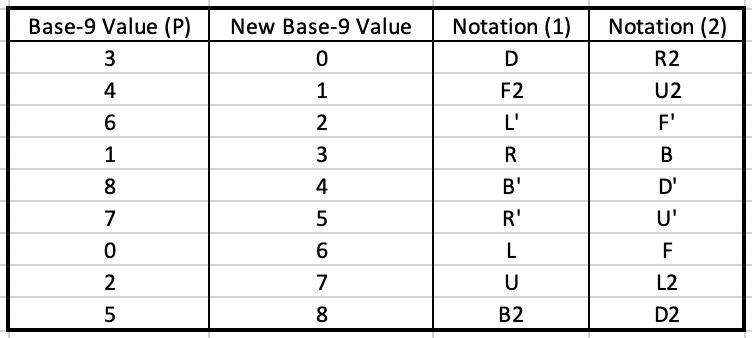 Base-9 Value (P) New Base-9 Value Notation (1) Notation (2)
3 0 D R2
4 1 F2 U2
6 2 L' F'
1 3 R B
8 4 B' D'
7 5 R' U'
0 6 L F
2 7 U L2
5 8 B2 D2